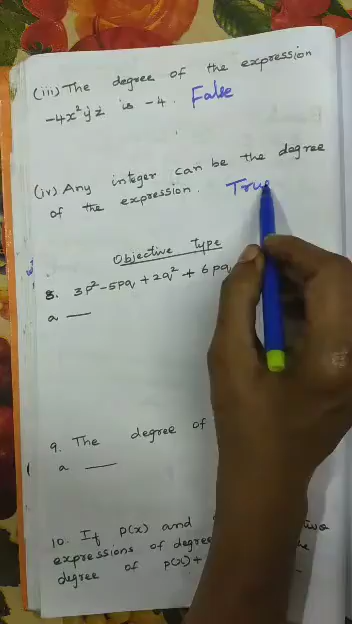 (iii) The degree of the expression
-4x²yz is -4. False
(iv) Any integer can be the degree
of the expression. True
Objective type
8. 3p²-5pq+2q²+6pq
a __
9. The degree of
a __
10. If p(x) and
expressions of degree
degree of p(x)+